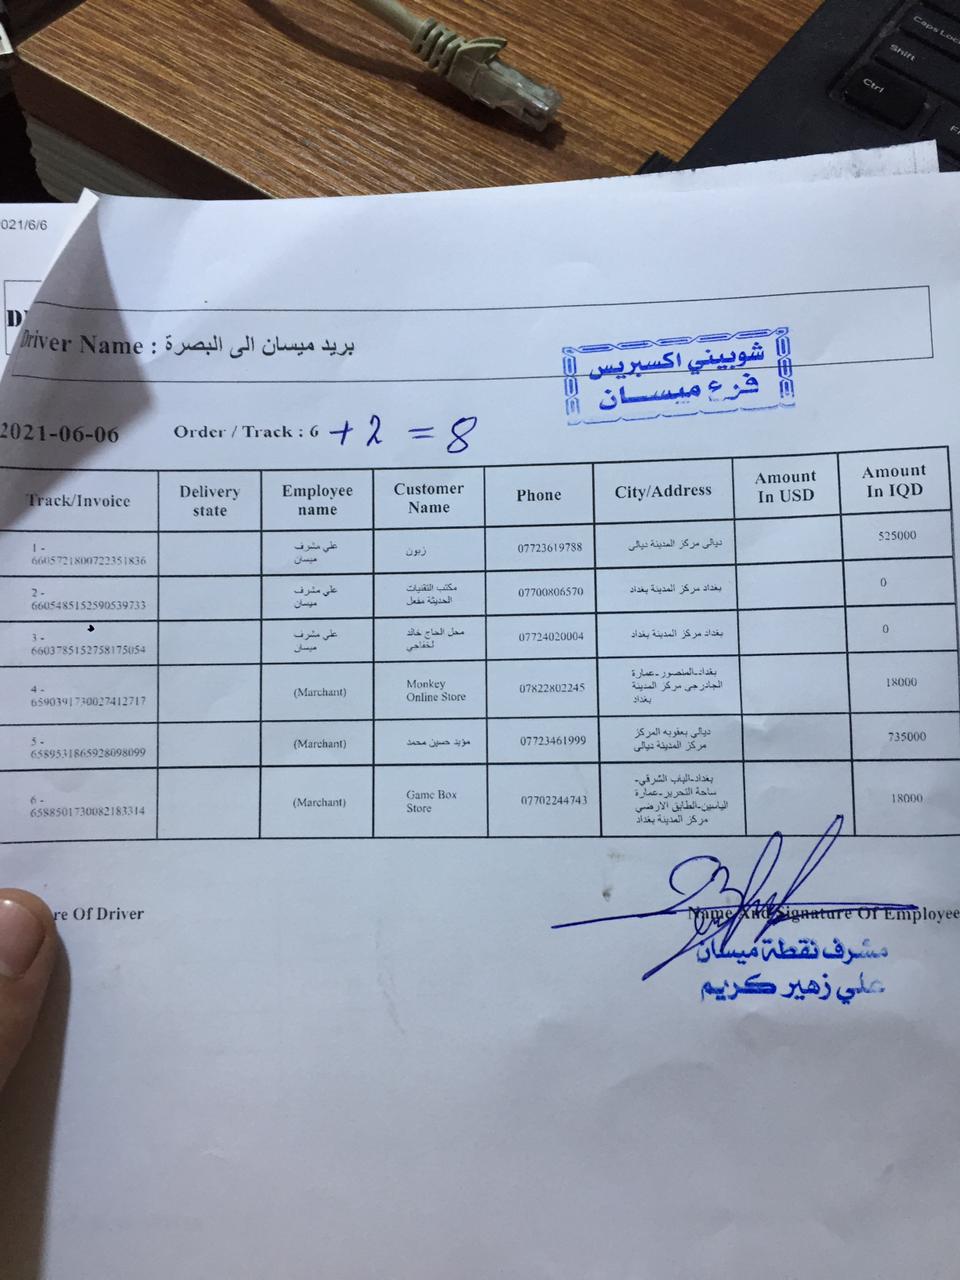 Caps Lock
Shift
Ctrl
021/6/6
Driver Name : بريد ميسان الى البصرة
شوبيني اكسبريس
فرع ميسان
2021-06-06 Order / Track : 6 + 2 = 8
Track/Invoice Delivery state Employee name Customer Name Phone City/Address Amount In USD Amount In IQD
1 -
6605721800722351836
علي مشرف
ميسان
زبون
07723619788
ديالى مركز المدينة ديالى
525000
2 -
6605485152590539733
علي مشرف
ميسان
مكتب التقنيات
الحديثة مفعل
07700806570
بغداد مركز المدينة بغداد
0
3 -
6603785152758175054
علي مشرف
ميسان
محل الحاج خالد
لخفاجي
07724020004
بغداد مركز المدينة بغداد
0
4 -
6590391730027412717
(Marchant)
Monkey
Online Store
07822802245
بغداد-المنصور-عمارة
الجادرجي مركز المدينة
بغداد
18000
5 -
6589531865928098099
(Marchant)
مؤيد حسين محمد
07723461999
ديالى بعقوبه المركز
مركز المدينة ديالى
735000
6 -
6588501730082183314
(Marchant)
Game Box
Store
07702244743
بغداد-الباب الشرقي-
ساحة التحرير-عمارة
الياسين-الطابق الارضي
مركز المدينة بغداد
18000
re Of Driver
Name And Signature Of Employee
مشرف نقطة ميسان
علي زهير كريم